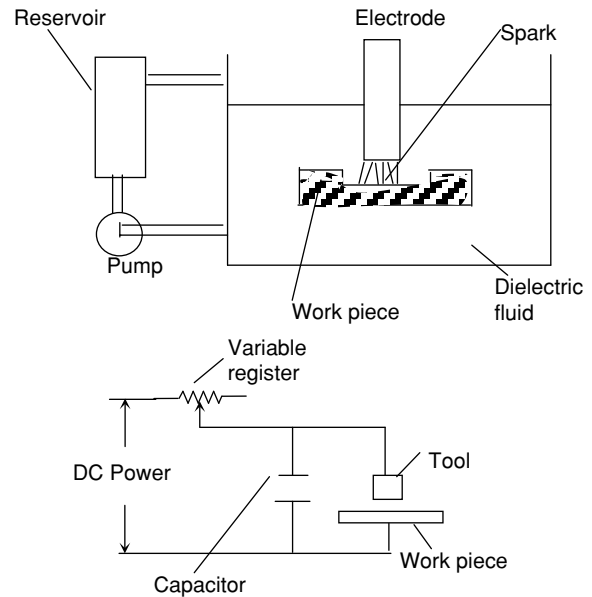 Reservoir
Electrode
Spark
Pump
Dielectric
fluid
Work piece
Variable
register
DC Power
Tool
Work piece
Capacitor